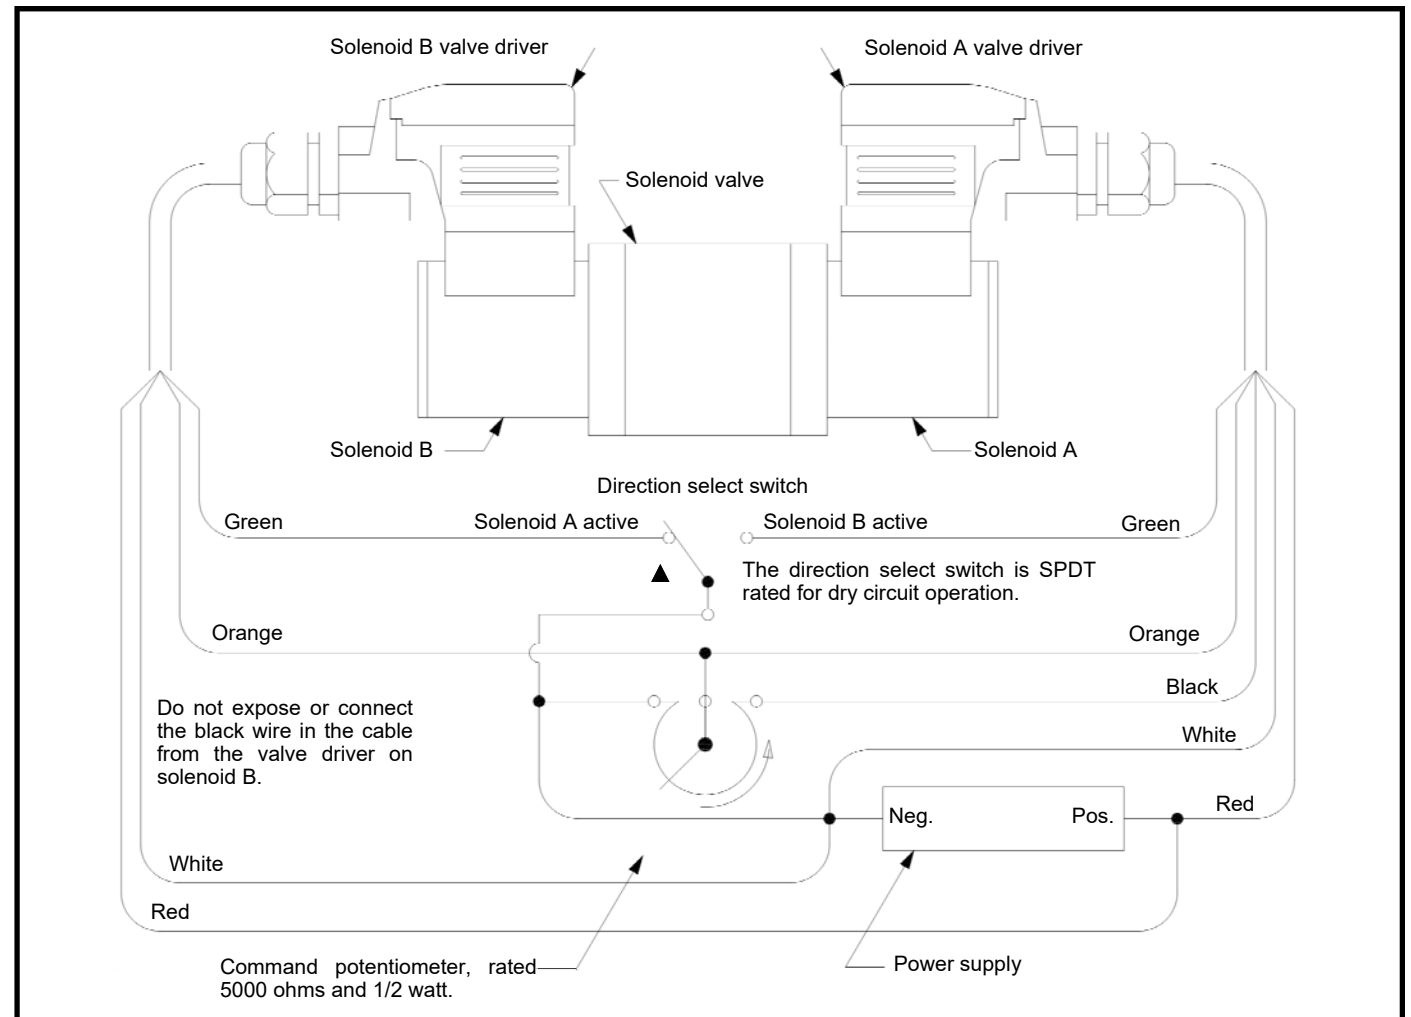 Solenoid B valve driver
Solenoid A valve driver
Solenoid valve
Solenoid B
Solenoid A
Direction select switch
Green
Solenoid A active
Solenoid B active
Green
The direction select switch is SPDT
rated for dry circuit operation.
Orange
Orange
Black
Do not expose or connect
the black wire in the cable
from the valve driver on
solenoid B.
White
Neg.
Pos.
Red
White
Red
Command potentiometer, rated
5000 ohms and 1/2 watt.
Power supply